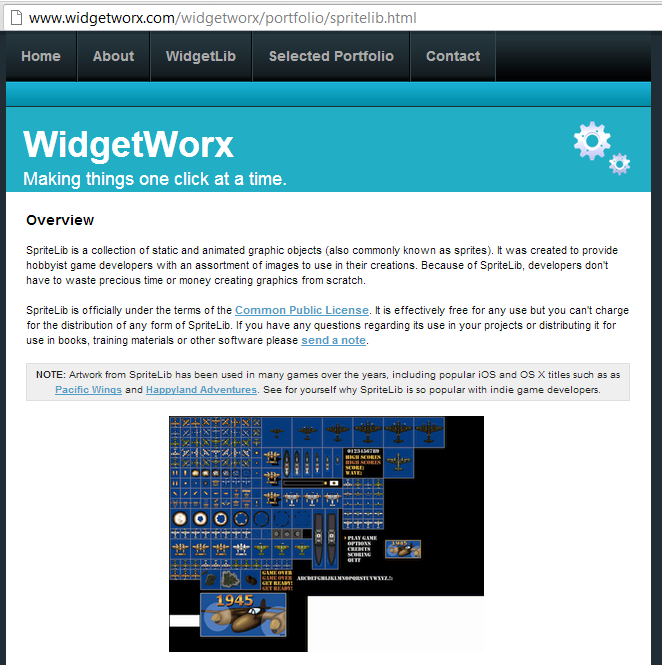 www.widgetworx.com/widgetworx/portfolio/spritelib.html
Home About WidgetLib Selected Portfolio Contact
WidgetWorx
Making things one click at a time.
Overview
SpriteLib is a collection of static and animated graphic objects (also commonly known as sprites). It was created to provide
hobbyist game developers with an assortment of images to use in their creations. Because of SpriteLib, developers don't
have to waste precious time or money creating graphics from scratch.
SpriteLib is officially under the terms of the Common Public License. It is effectively free for any use but you can't charge
for the distribution of any form of SpriteLib. If you have any questions regarding its use in your projects or distributing it for
use in books, training materials or other software please send a note.
NOTE: Artwork from SpriteLib has been used in many games over the years, including popular iOS and OS X titles such as as
Pacific Wings and Happyland Adventures. See for yourself why SpriteLib is so popular with indie game developers.
0123456789
HIGH SCORES
HIGH SCORES
SCORE:
WAVE:
PLAY GAME
OPTIONS
CREDITS
SCORING
QUIT
1945
GAME OVER
GAME OVER
GET READY!
GET READY!
ABCDEFGHIJKLMNOPQRSTUVWXYZ.!:
1945